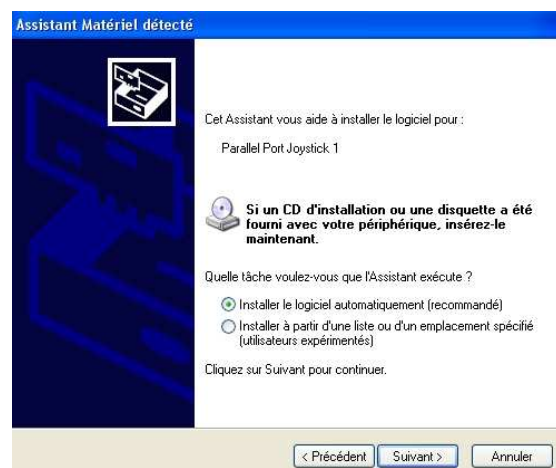 Assistant Matériel détecté
Cet Assistant vous aide à installer le logiciel pour :
Parallel Port Joystick 1
Si un CD d'installation ou une disquette a été
fourni avec votre périphérique, insérez-le
maintenant.
Quelle tâche voulez-vous que l'Assistant exécute ?
Installer le logiciel automatiquement (recommandé)
Installer à partir d'une liste ou d'un emplacement spécifié
(utilisateurs expérimentés)
Cliquez sur Suivant pour continuer.
< Précédent Suivant > Annuler